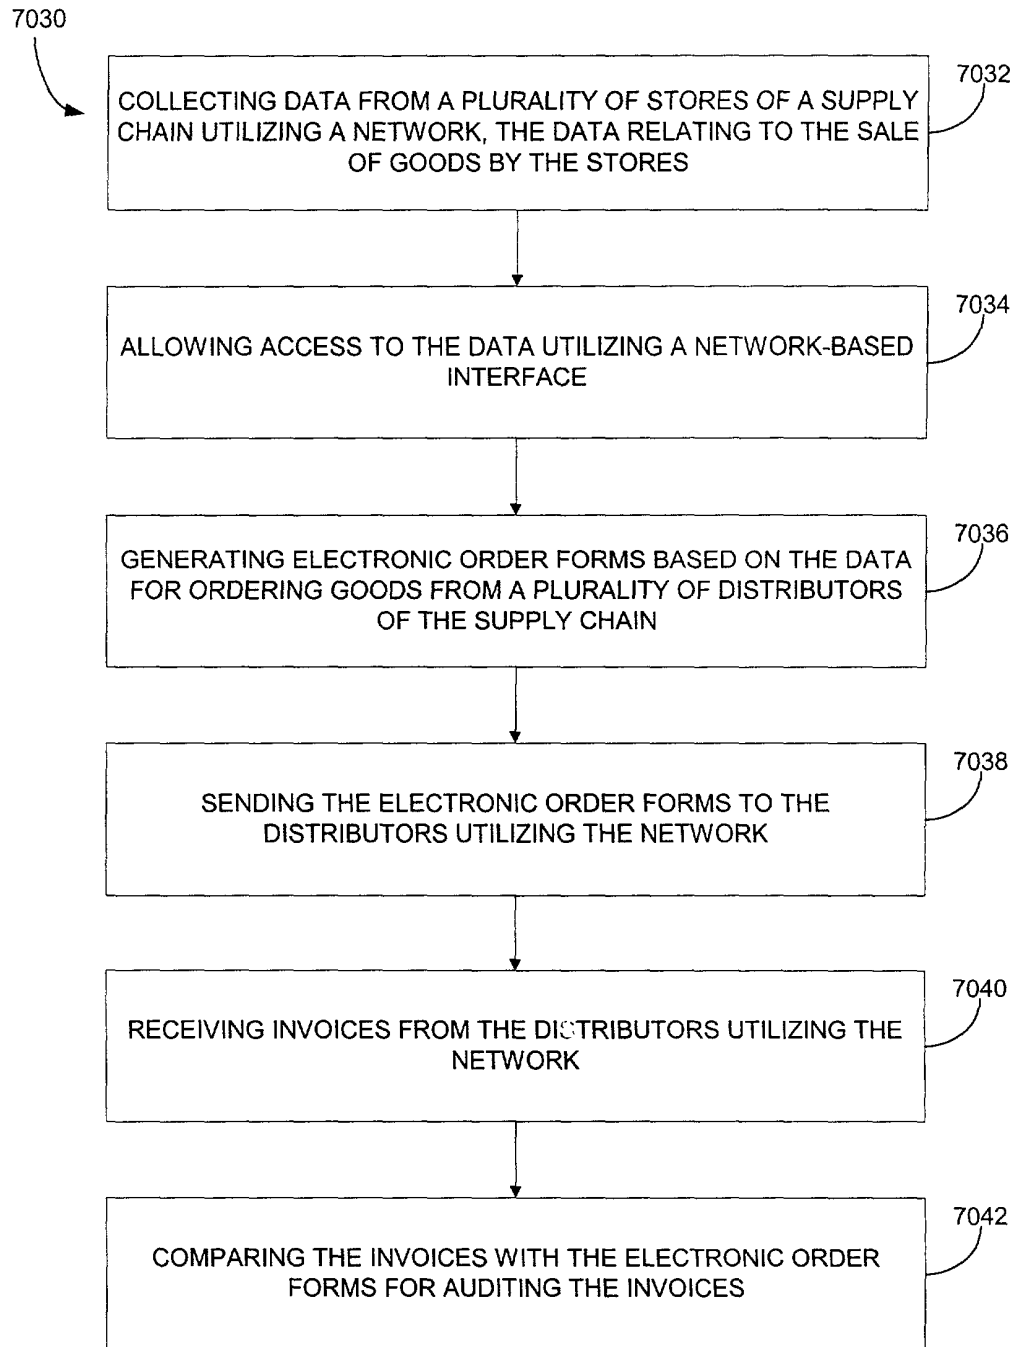 7030
7032
COLLECTING DATA FROM A PLURALITY OF STORES OF A SUPPLY
CHAIN UTILIZING A NETWORK, THE DATA RELATING TO THE SALE
OF GOODS BY THE STORES
7034
ALLOWING ACCESS TO THE DATA UTILIZING A NETWORK-BASED
INTERFACE
7036
GENERATING ELECTRONIC ORDER FORMS BASED ON THE DATA
FOR ORDERING GOODS FROM A PLURALITY OF DISTRIBUTORS
OF THE SUPPLY CHAIN
7038
SENDING THE ELECTRONIC ORDER FORMS TO THE
DISTRIBUTORS UTILIZING THE NETWORK
7040
RECEIVING INVOICES FROM THE DISTRIBUTORS UTILIZING THE
NETWORK
7042
COMPARING THE INVOICES WITH THE ELECTRONIC ORDER
FORMS FOR AUDITING THE INVOICES